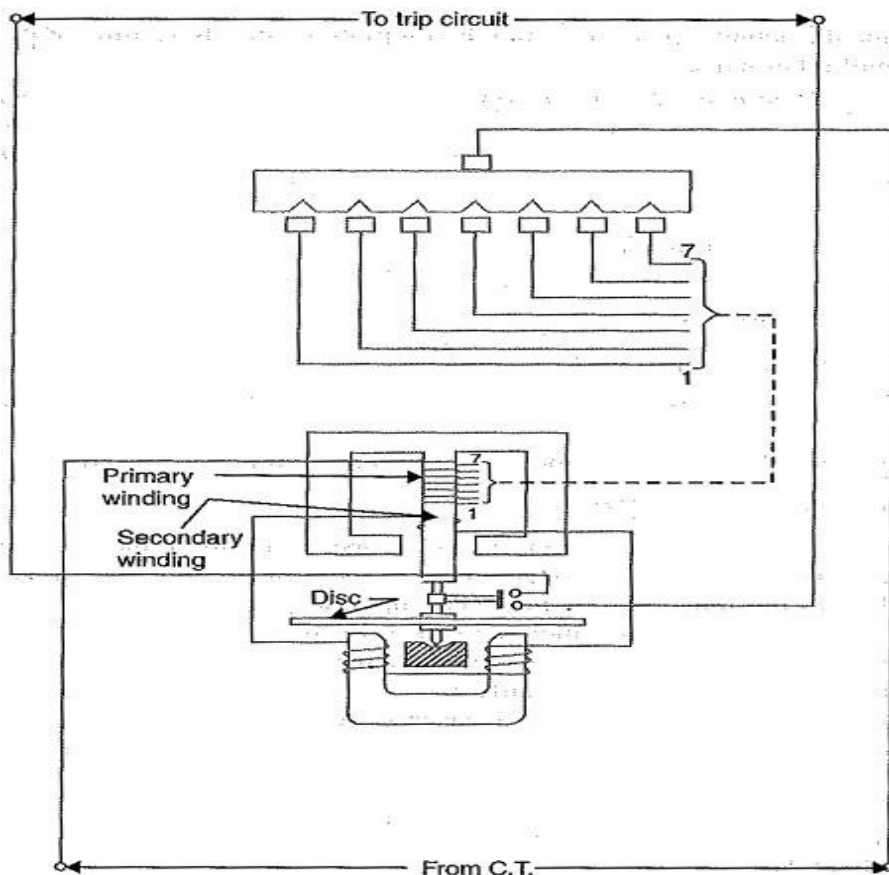 To trip circuit
7
1
7
Primary
winding
1
Secondary
winding
Disc
From C.T.